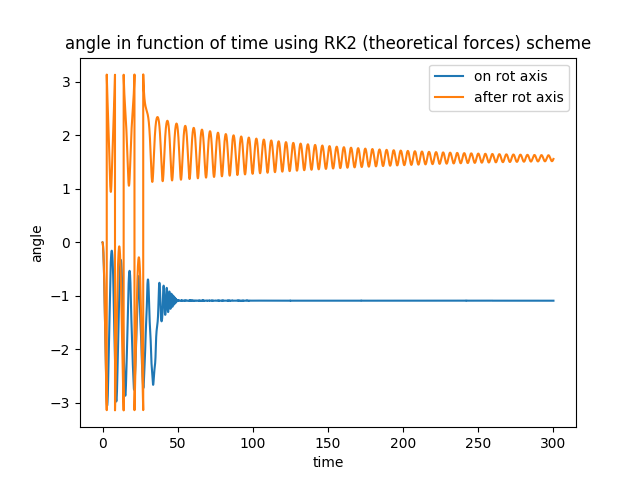 angle in function of time using RK2 (theoretical forces) scheme
on rot axis
after rot axis
angle
3
2
1
0
−1
−2
−3
0
50
100
150
200
250
300
time